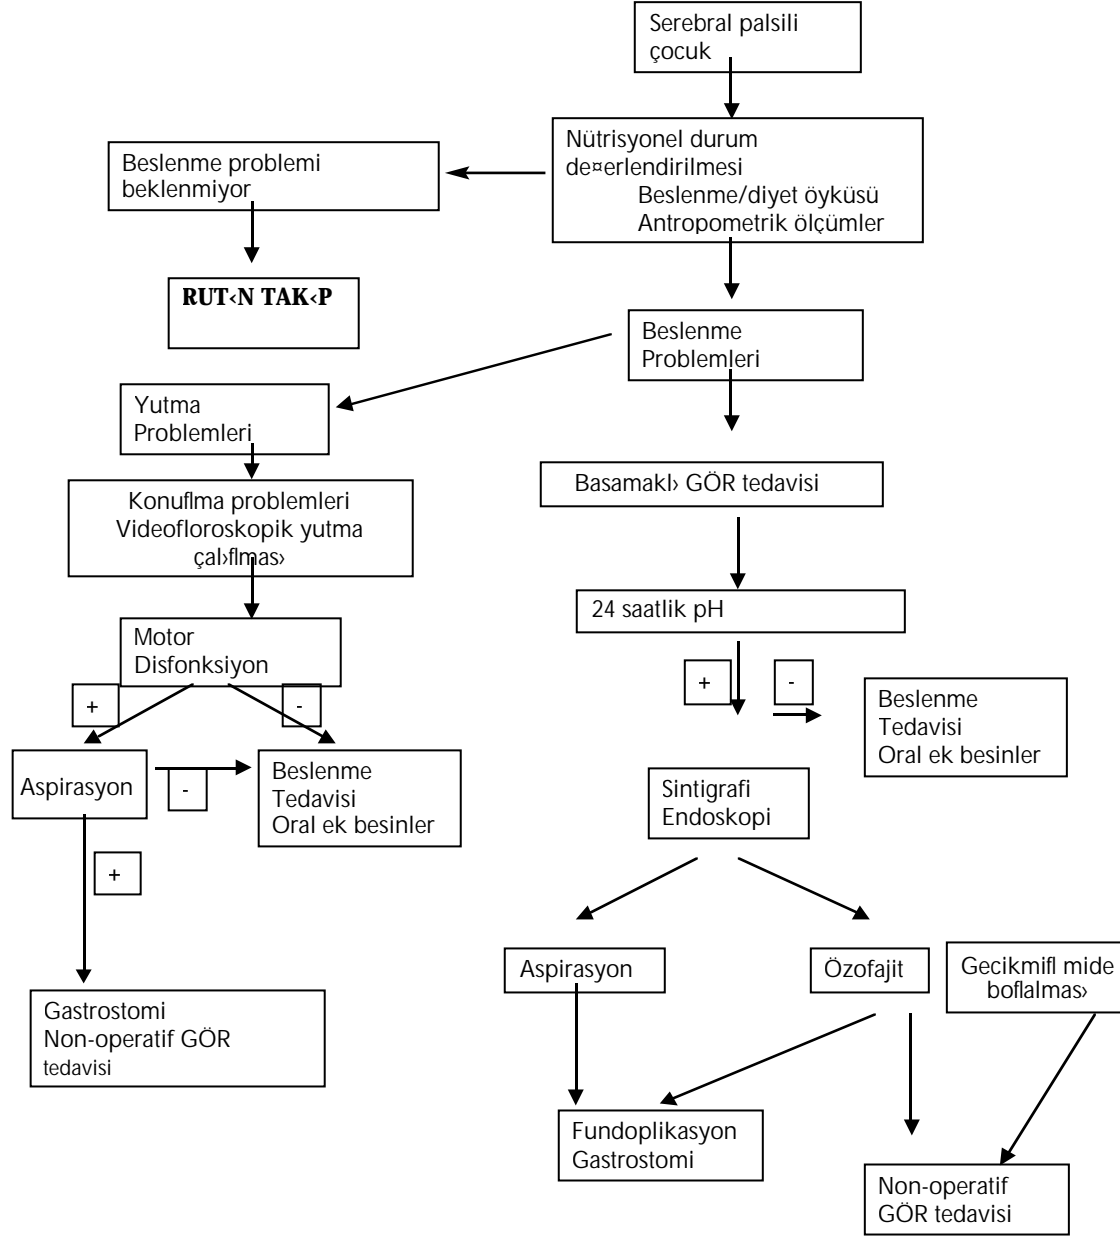 Serebral palsili
çocuk
Nütrisyonel durum
de¤erlendirilmesi
Beslenme/diyet öyküsü
Antropometrik ölçümler
Beslenme problemi
beklenmiyor
RUT‹N TAK‹P
Beslenme
Problemleri
Yutma
Problemleri
Basamakl› GÖR tedavisi
Konuflma problemleri
Videofloroskopik yutma
çal›flmas›
24 saatlik pH
Motor
Disfonksiyon
+
-
+
-
Beslenme
Tedavisi
Oral ek besinler
Aspirasyon
-
Beslenme
Tedavisi
Oral ek besinler
Sintigrafi
Endoskopi
+
Aspirasyon
Özofajit
Gecikmifl mide
boflalmas›
Gastrostomi
Non-operatif GÖR
tedavisi
Fundoplikasyon
Gastrostomi
Non-operatif
GÖR tedavisi